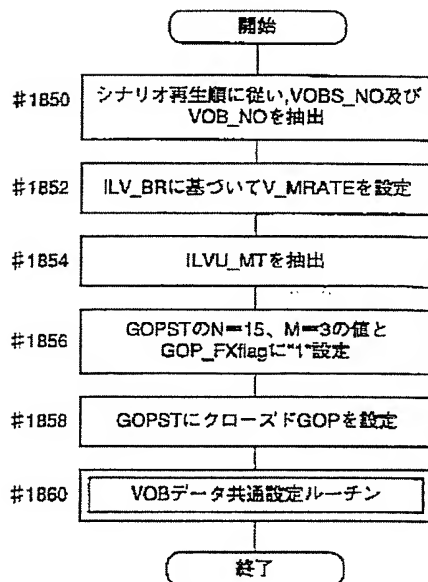 開始
#1850
シナリオ再生順に従い,VOBS_NO及び
VOB_NOを抽出
#1852
ILV_BRに基づいてV_MRATEを設定
#1854
ILVU_MTを抽出
#1856
GOPSTのN=15、M=3の値と
GOP_FXflagに"1"設定
#1858
GOPSTにクローズドGOPを設定
#1860
VOBデータ共通設定ルーチン
終了